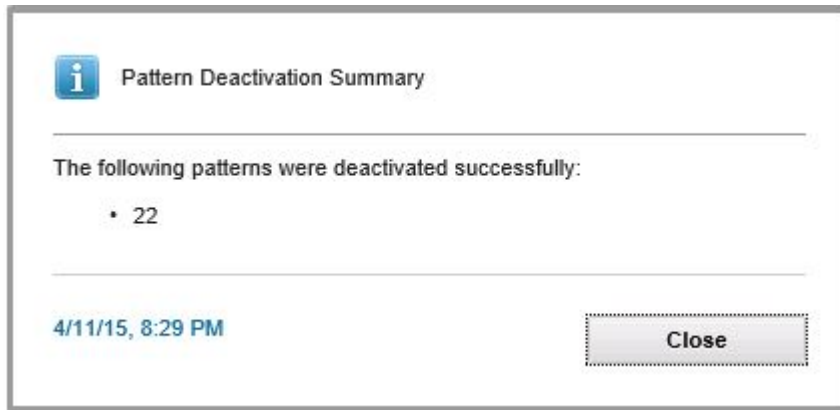 Pattern Deactivation Summary
The following patterns were deactivated successfully:
• 22
4/11/15, 8:29 PM
Close